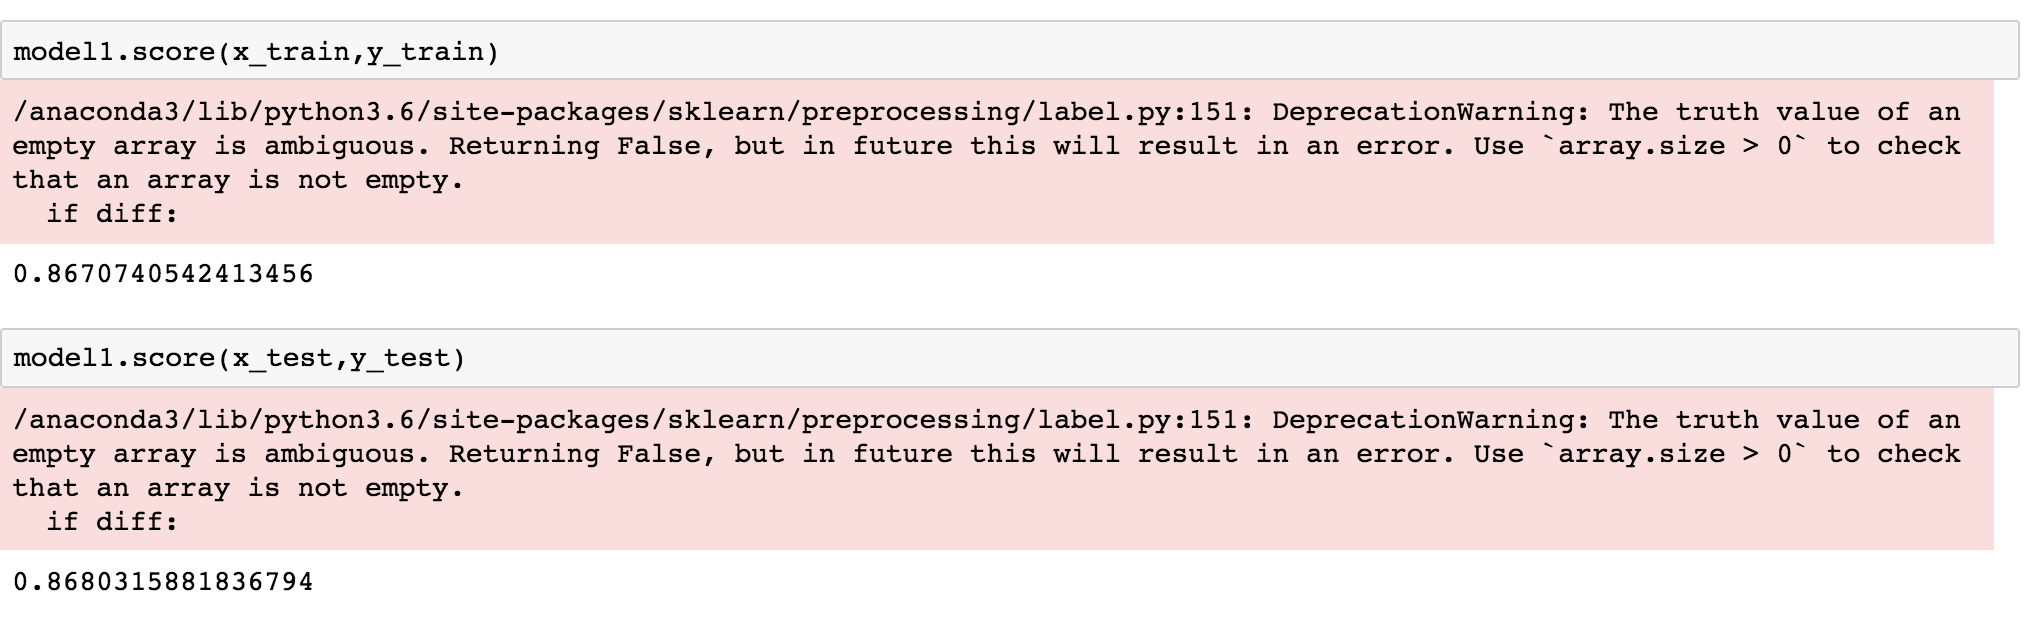 model1.score(x_train,y_train)
/anaconda3/lib/python3.6/site-packages/sklearn/preprocessing/label.py:151: DeprecationWarning: The truth value of an
empty array is ambiguous. Returning False, but in future this will result in an error. Use `array.size > 0` to check
that an array is not empty.
  if diff:
0.8670740542413456
model1.score(x_test,y_test)
/anaconda3/lib/python3.6/site-packages/sklearn/preprocessing/label.py:151: DeprecationWarning: The truth value of an
empty array is ambiguous. Returning False, but in future this will result in an error. Use `array.size > 0` to check
that an array is not empty.
  if diff:
0.8680315881836794